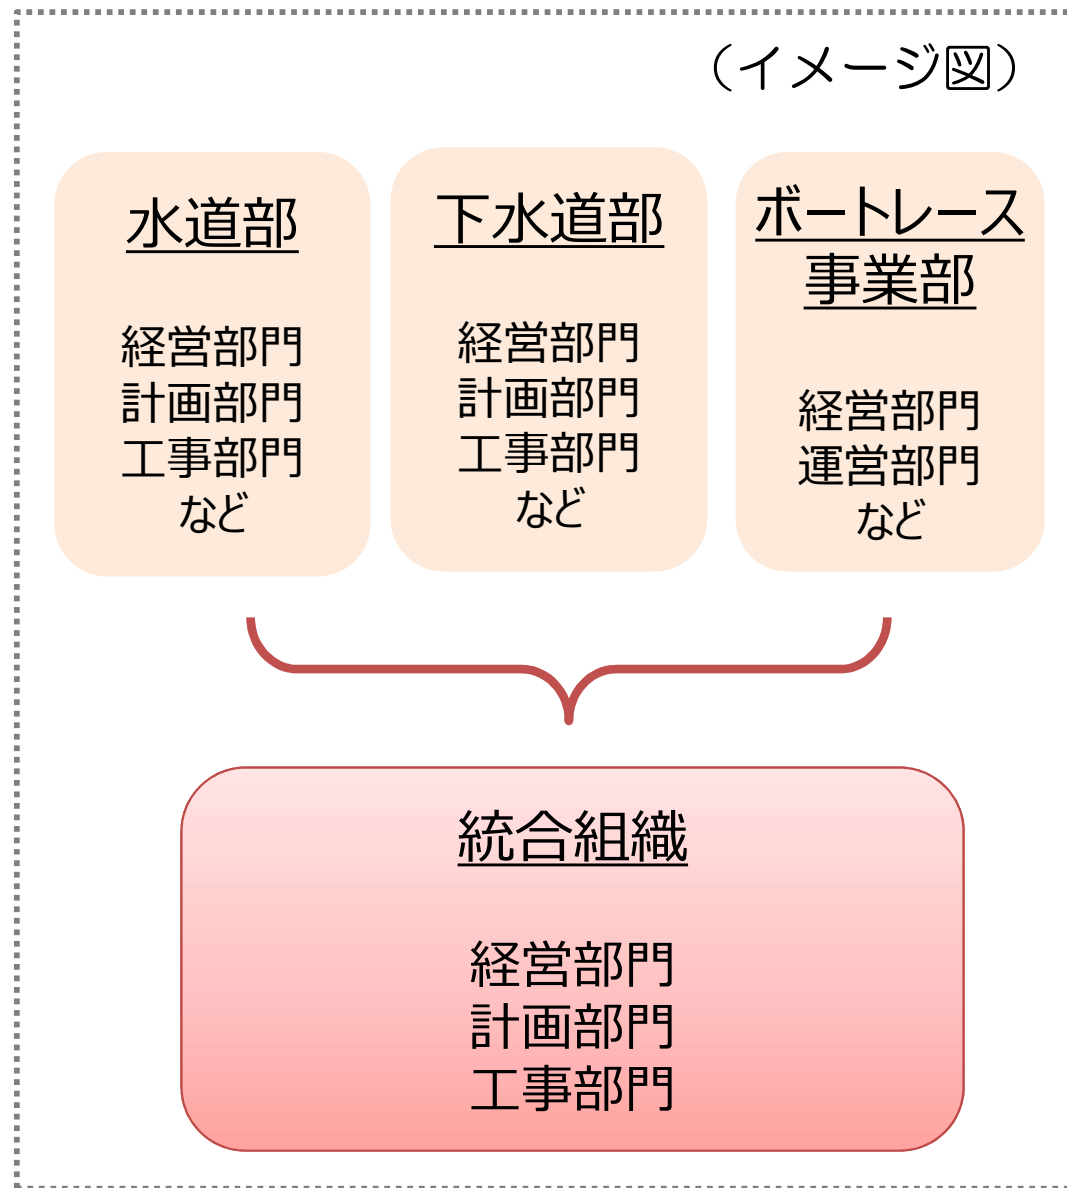 （イメージ図）
水道部
経営部門
計画部門
工事部門
など
下水道部
経営部門
計画部門
工事部門
など
ボートレース
事業部
経営部門
運営部門
など
統合組織
経営部門
計画部門
工事部門